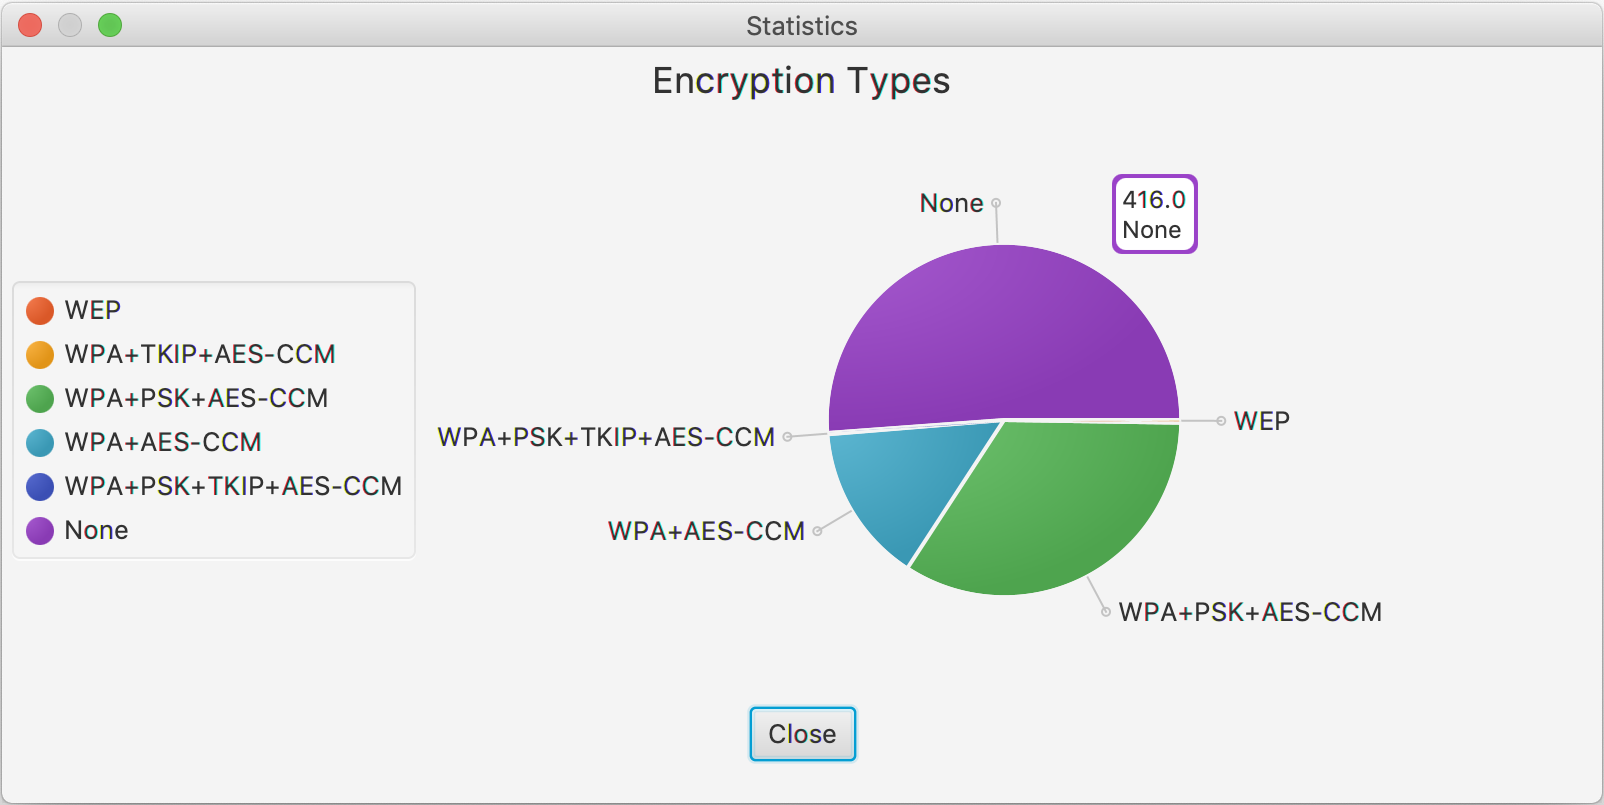 Statistics
Encryption Types
None
416.0
None
WEP
WPA+TKIP+AES-CCM
WPA+PSK+AES-CCM
WPA+AES-CCM
WPA+PSK+TKIP+AES-CCM
None
WPA+PSK+TKIP+AES-CCM
WEP
WPA+AES-CCM
WPA+PSK+AES-CCM
Close